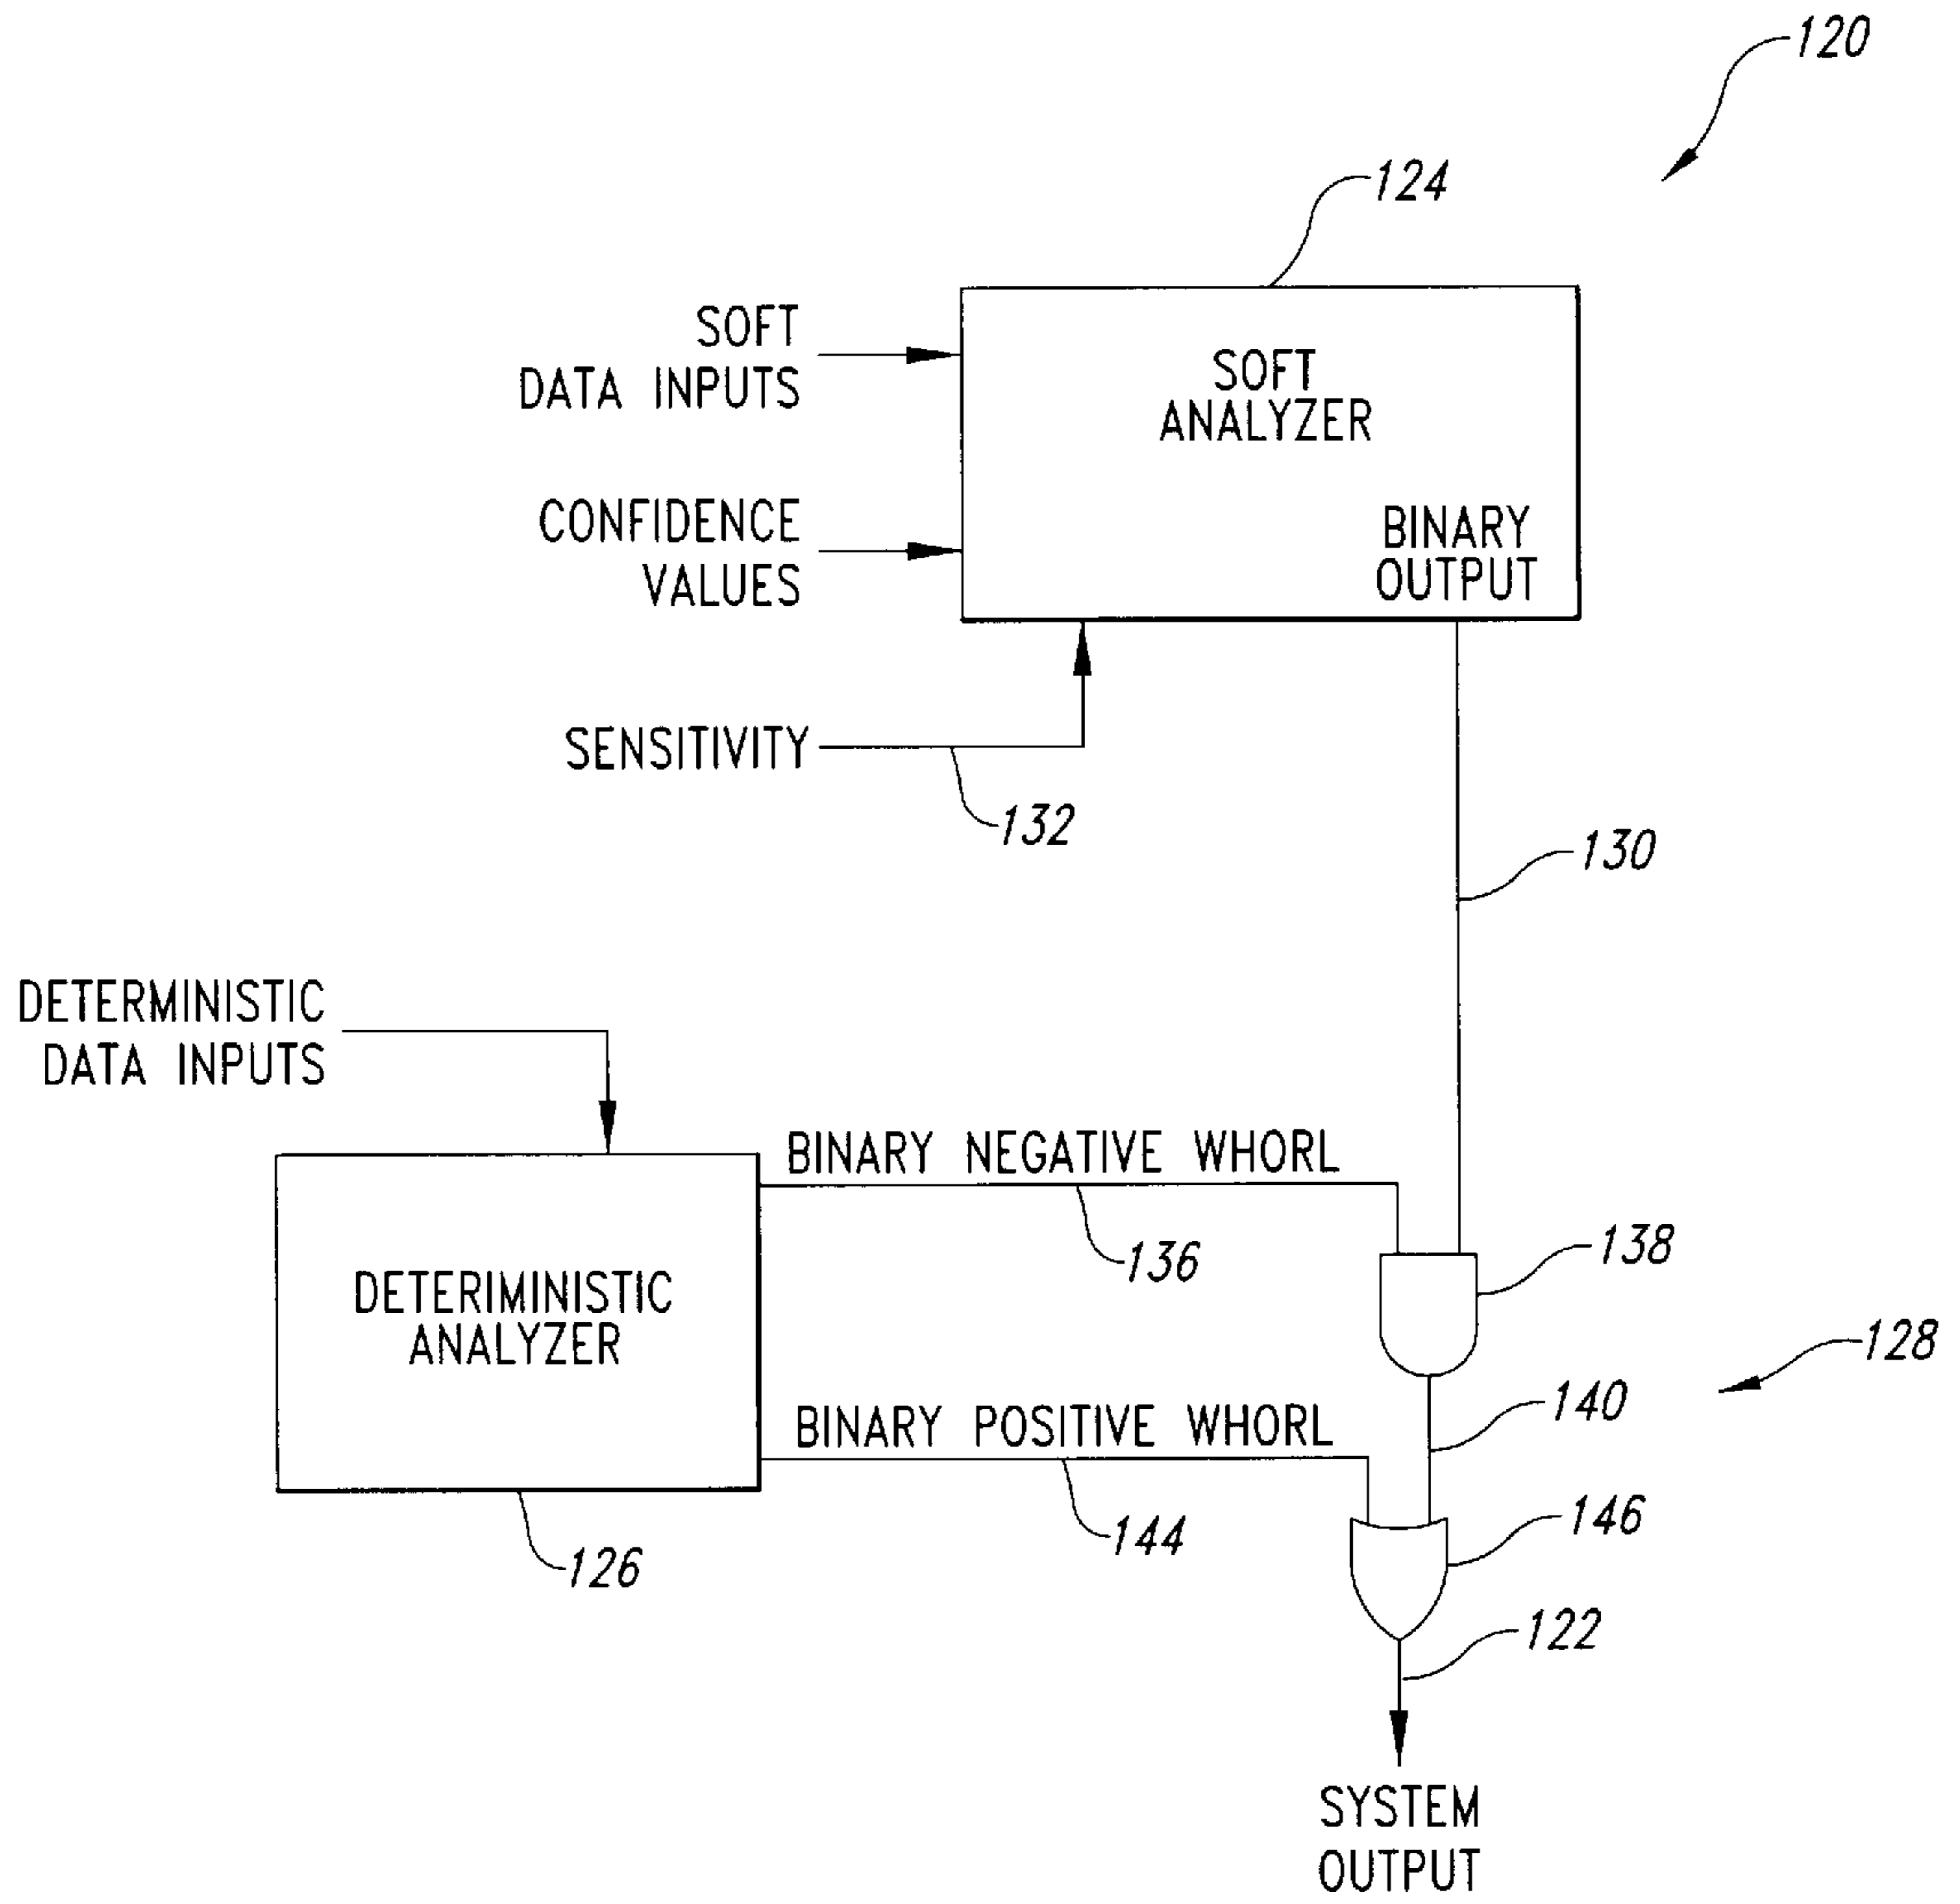 120
124
SOFT
DATA INPUTS
SOFT
ANALYZER
CONFIDENCE
VALUES
BINARY
OUTPUT
SENSITIVITY
132
130
DETERMINISTIC
DATA INPUTS
BINARY NEGATIVE WHORL
136
138
DETERIMINISTIC
ANALYZER
128
140
BINARY POSITIVE WHORL
144
146
126
122
SYSTEM
OUTPUT